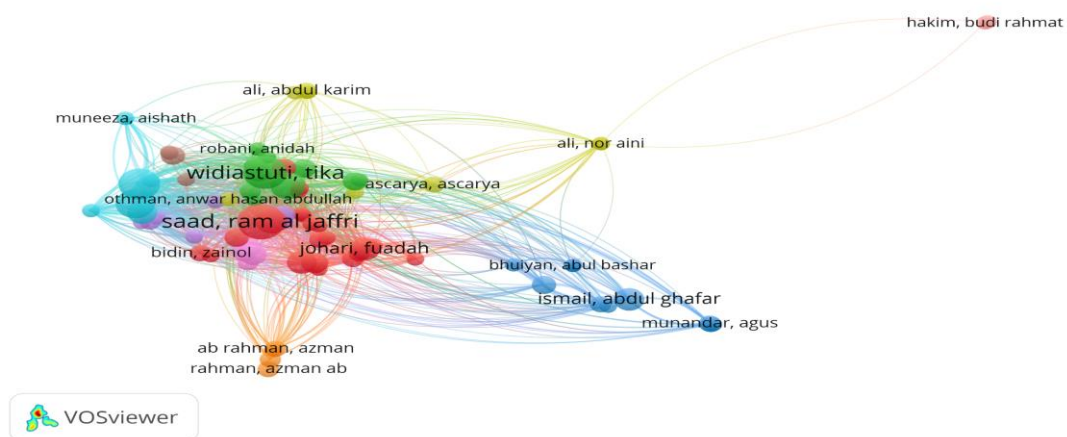 hakim, budi rahmat
ali, abdul karim
muneeza, aishath
ali, nor aini
robani, anidah
widiastuti, tika
ascarya, ascarya
othman, anwar hasan abdullah
saad, ram al jaffri
bidin, zainol
johari, fuadah
bhuiyan, abul bashar
ismail, abdul ghafar
munandar, agus
ab rahman, azman
rahman, azman ab
VOSviewer